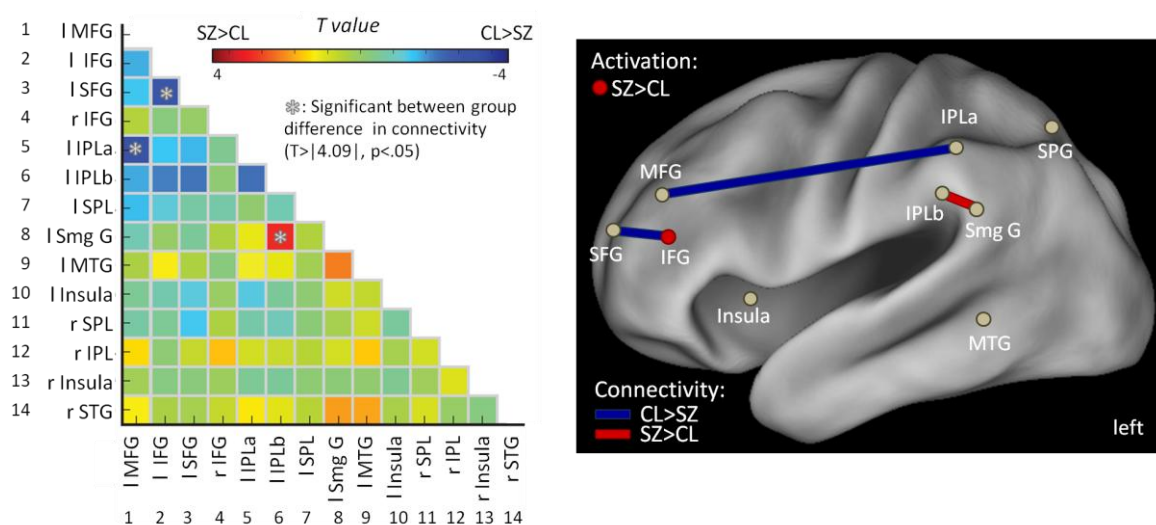 T value
SZ>CL
CL>SZ
4
-4
✽: Significant between group
difference in connectivity
(T>|4.09|, p<.05)
1 l MFG
2 l IFG
3 l SFG
4 r IFG
5 l IPLa
6 l IPLb
7 l SPL
8 l Smg G
9 l MTG
10 l Insula
11 r SPL
12 r IPL
13 r Insula
14 r STG
l MFG l IFG l SFG r IFG l IPLa l IPLb l SPL l Smg G l MTG l Insula r SPL r IPL r Insula r STG
1 2 3 4 5 6 7 8 9 10 11 12 13 14
Activation:
SZ>CL
IPLa
SPG
MFG
IPLb
Smg G
SFG
IFG
Insula
MTG
Connectivity:
CL>SZ
SZ>CL
left